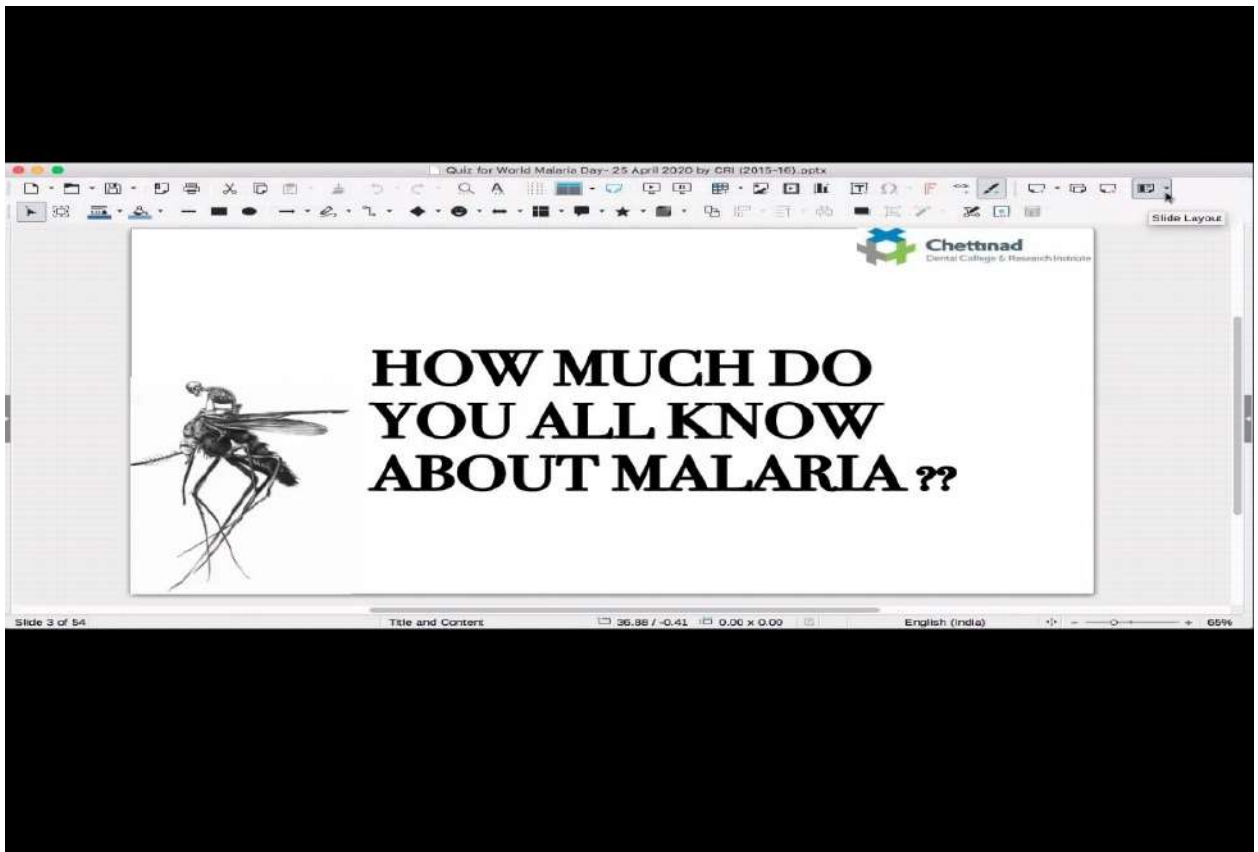 Quiz for World Malaria Day- 25 April 2020 by CRI (2015-16).pptx
Slide Layout
Chettinad
Dental College & Research Institute
HOW MUCH DO
YOU ALL KNOW
ABOUT MALARIA ??
Slide 3 of 54
Title and Content
36.88 / -0.41
0.00 x 0.00
English (India)
65%